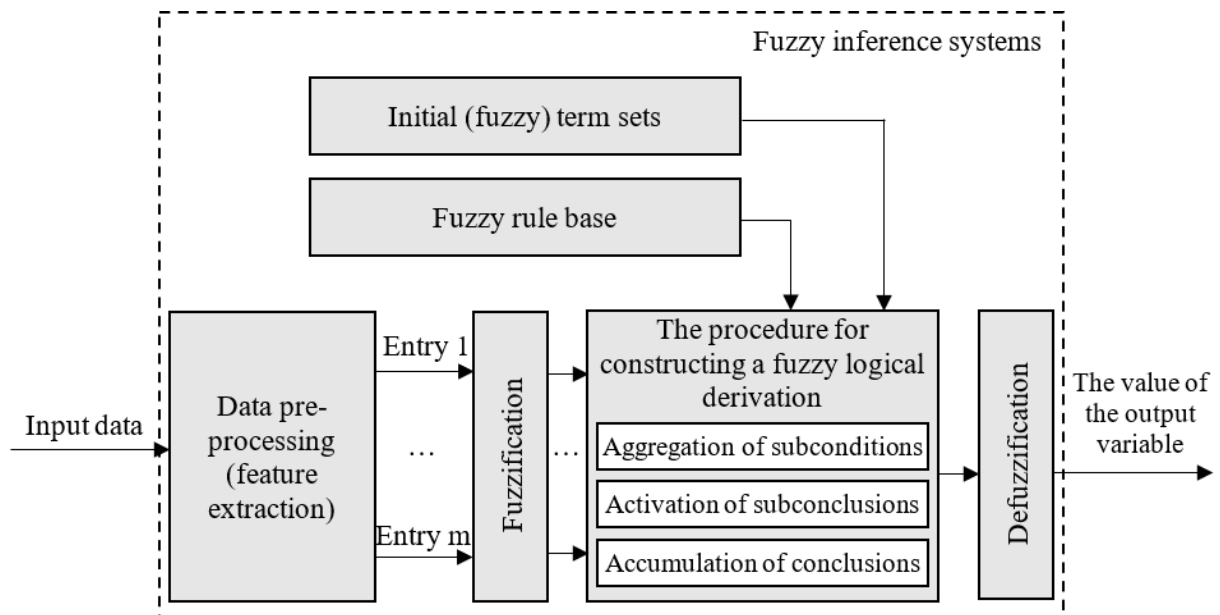 Fuzzy inference systems
Initial (fuzzy) term sets
Fuzzy rule base
Input data
Data pre-
processing
(feature
extraction)
Entry 1
…
Entry m
Fuzzification
…
The procedure for
constructing a fuzzy logical
derivation
Aggregation of subconditions
Activation of subconclusions
Accumulation of conclusions
Defuzzification
The value of
the output
variable